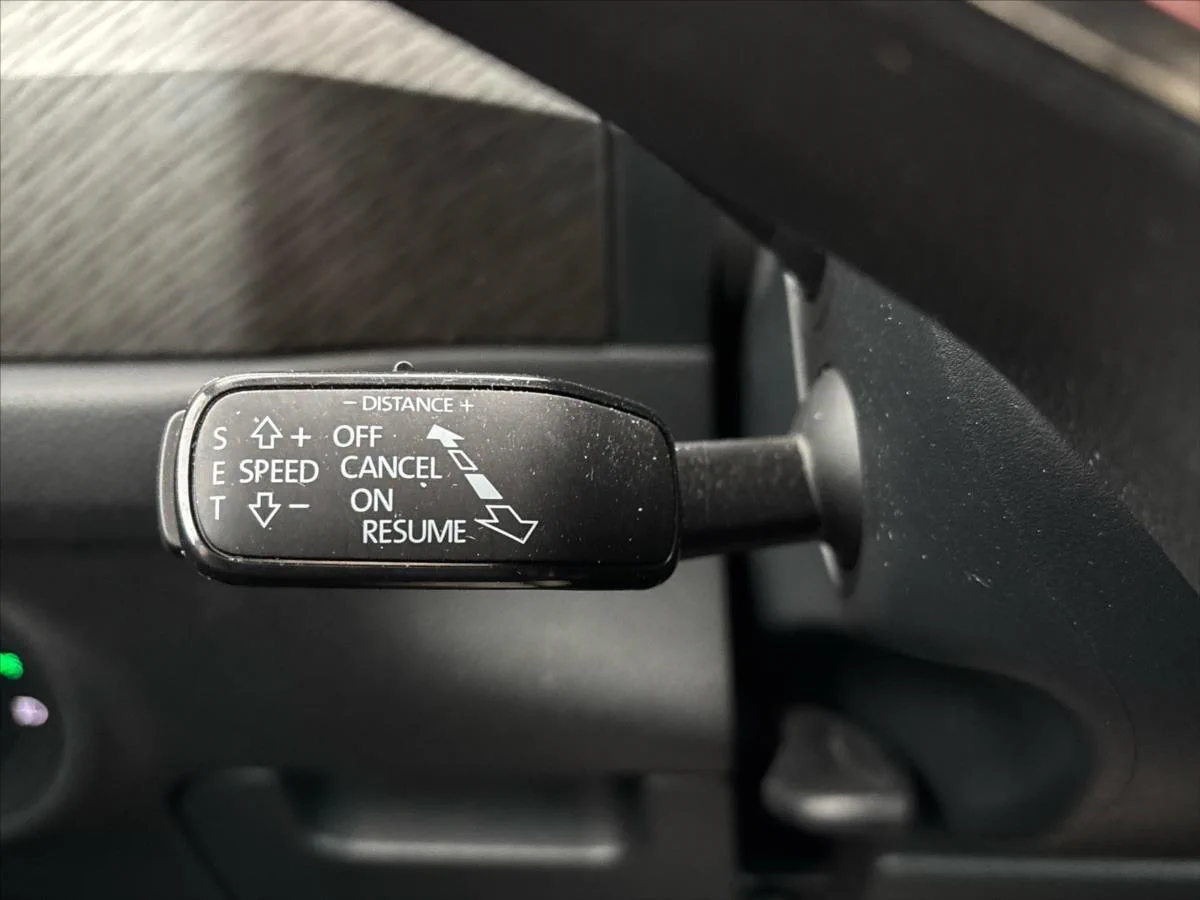 − DISTANCE +
S + OFF
E SPEED CANCEL
T − ON
RESUME